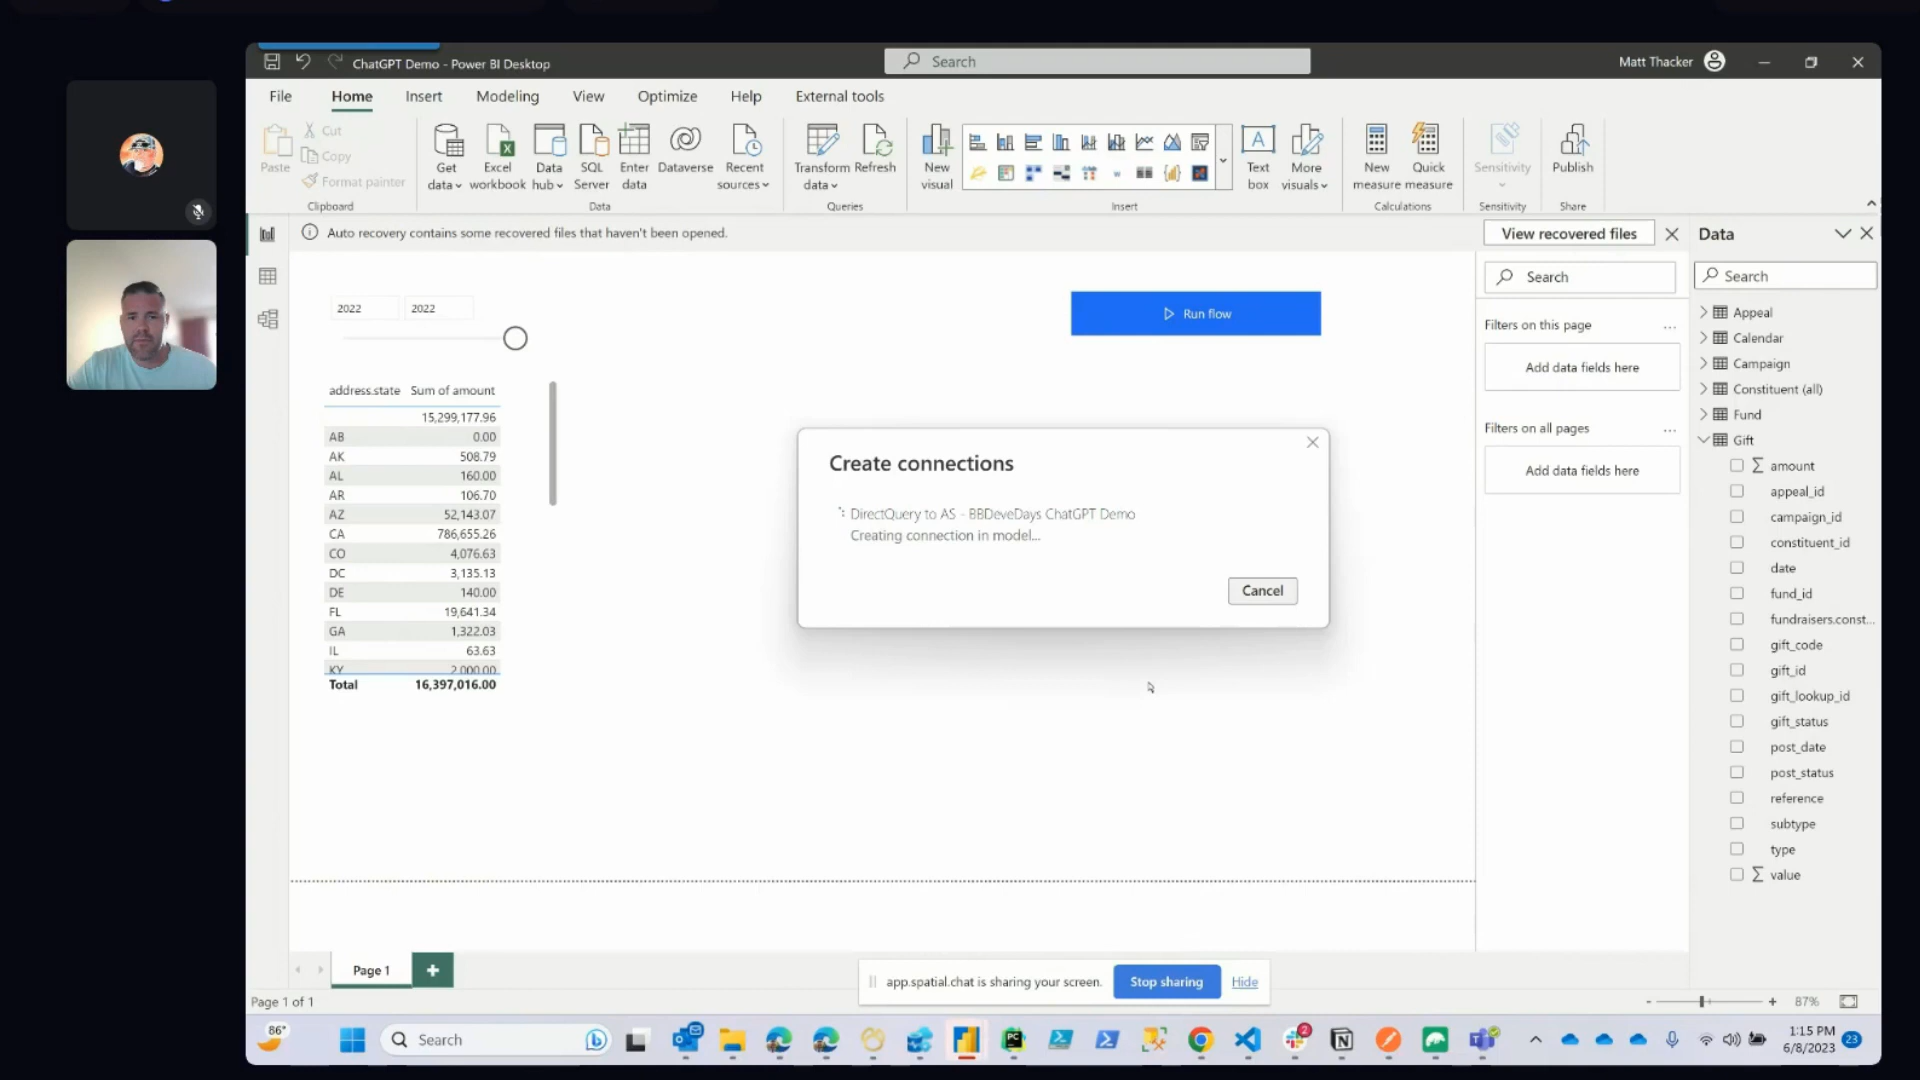 ChatGPT Demo - Power BI Desktop
Search
Matt Thacker
File
Home
Insert
Modeling
View
Optimize
Help
External tools
Paste
Cut
Copy
Format painter
Clipboard
Get data
Excel workbook
Data hub
SQL Server
Enter data
Dataverse
Recent sources
Data
Transform data
Refresh
Queries
New visual
Text box
More visuals
Insert
New measure
Quick measure
Calculations
Sensitivity
Sensitivity
Publish
Share
Auto recovery contains some recovered files that haven't been opened.
View recovered files
2022
2022
Run flow
address.state Sum of amount
15,299,177.96
AB 0.00
AK 508.79
AL 160.00
AR 106.70
AZ 52,143.07
CA 786,655.26
CO 4,076.63
DC 3,135.13
DE 140.00
FL 19,641.34
GA 1,322.03
IL 63.63
KY 2,000.00
Total 16,397,016.00
Create connections
DirectQuery to AS - BBDeveDays ChatGPT Demo
Creating connection in model...
Cancel
Search
Filters on this page
...
Add data fields here
Filters on all pages
...
Add data fields here
Data
Search
Appeal
Calendar
Campaign
Constituent (all)
Fund
Gift
amount
appeal_id
campaign_id
constituent_id
date
fund_id
fundraisers.const...
gift_code
gift_id
gift_lookup_id
gift_status
post_date
post_status
reference
subtype
type
value
Page 1
app.spatial.chat is sharing your screen.
Stop sharing
Hide
Page 1 of 1
- + 87%
86°
Search
2
1:15 PM
6/8/2023
23